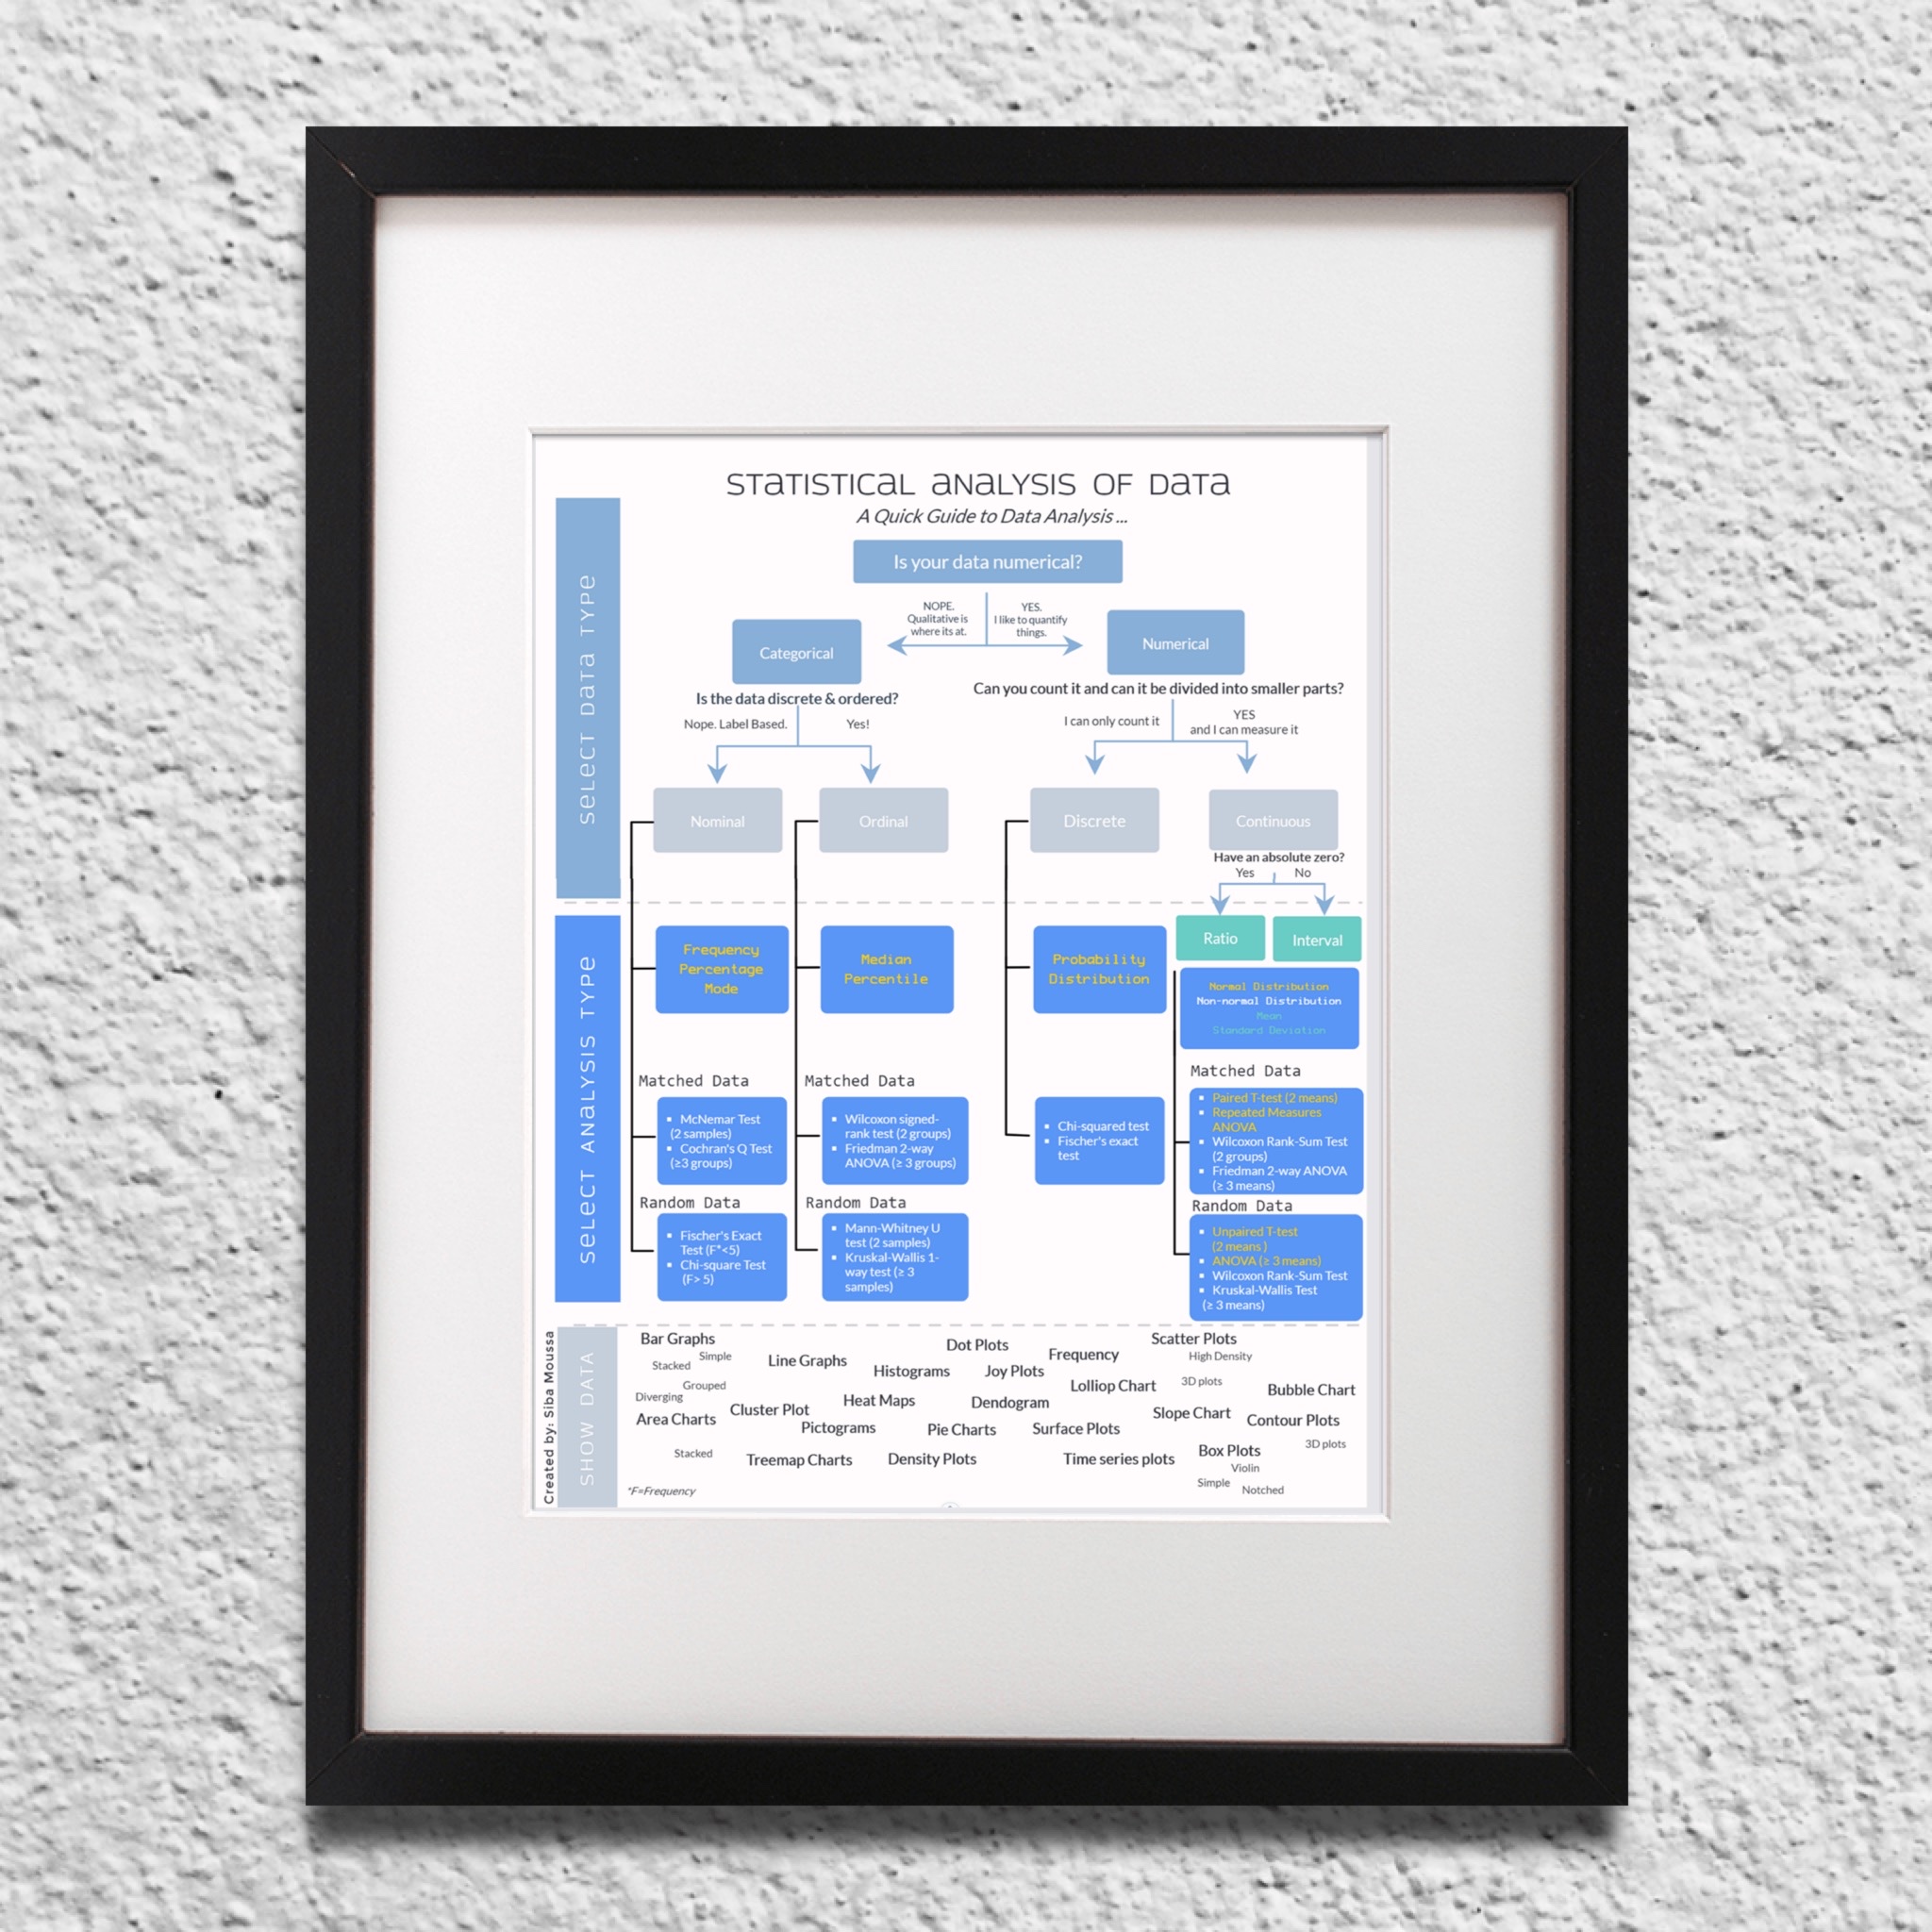 STATISTICAL ANALYSIS OF DATA
A Quick Guide to Data Analysis ...
SELECT DATA TYPE
Is your data numerical?
NOPE.
Qualitative is
where its at.
YES.
I like to quantify
things.
Categorical
Numerical
Is the data discrete & ordered?
Nope. Label Based.
Yes!
Can you count it and can it be divided into smaller parts?
I can only count it
YES
and I can measure it
Nominal
Ordinal
Discrete
Continuous
Have an absolute zero?
Yes
No
SELECT ANALYSIS TYPE
Frequency
Percentage
Mode
Median
Percentile
Probability
Distribution
Ratio
Interval
Normal Distribution
Non-normal Distribution
Mean
Standard Deviation
Matched Data
▪ McNemar Test
(2 samples)
▪ Cochran's Q Test
(≥3 groups)
Random Data
▪ Fischer's Exact
Test (F*<5)
▪ Chi-square Test
(F> 5)
Matched Data
▪ Wilcoxon signed-
rank test (2 groups)
▪ Friedman 2-way
ANOVA (≥ 3 groups)
Random Data
▪ Mann-Whitney U
test (2 samples)
▪ Kruskal-Wallis 1-
way test (≥ 3
samples)
▪ Chi-squared test
▪ Fischer's exact
test
Matched Data
▪ Paired T-test (2 means)
▪ Repeated Measures
ANOVA
▪ Wilcoxon Rank-Sum Test
(2 groups)
▪ Friedman 2-way ANOVA
(≥ 3 means)
Random Data
▪ Unpaired T-test
(2 means )
▪ ANOVA (≥ 3 means)
▪ Wilcoxon Rank-Sum Test
▪ Kruskal-Wallis Test
(≥ 3 means)
Created by: Siba Moussa
SHOW DATA
Bar Graphs
Simple
Stacked
Grouped
Diverging
Area Charts
Stacked
Line Graphs
Cluster Plot
Pictograms
Treemap Charts
Histograms
Heat Maps
Dot Plots
Joy Plots
Dendogram
Pie Charts
Density Plots
Frequency
Lolliop Chart
Surface Plots
Time series plots
Scatter Plots
High Density
3D plots
Slope Chart
Bubble Chart
Contour Plots
3D plots
Box Plots
Violin
Simple
Notched
*F=Frequency